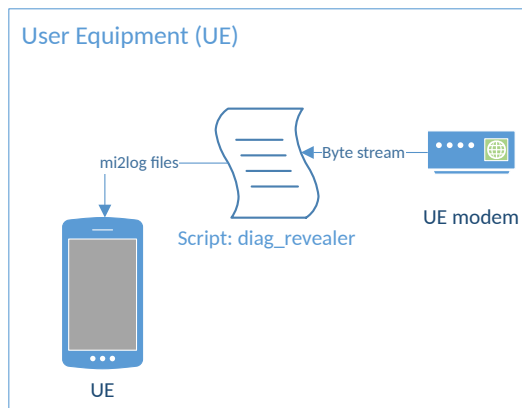 User Equipment (UE)
mi2log files
Byte stream
Script: diag_revealer
UE modem
UE